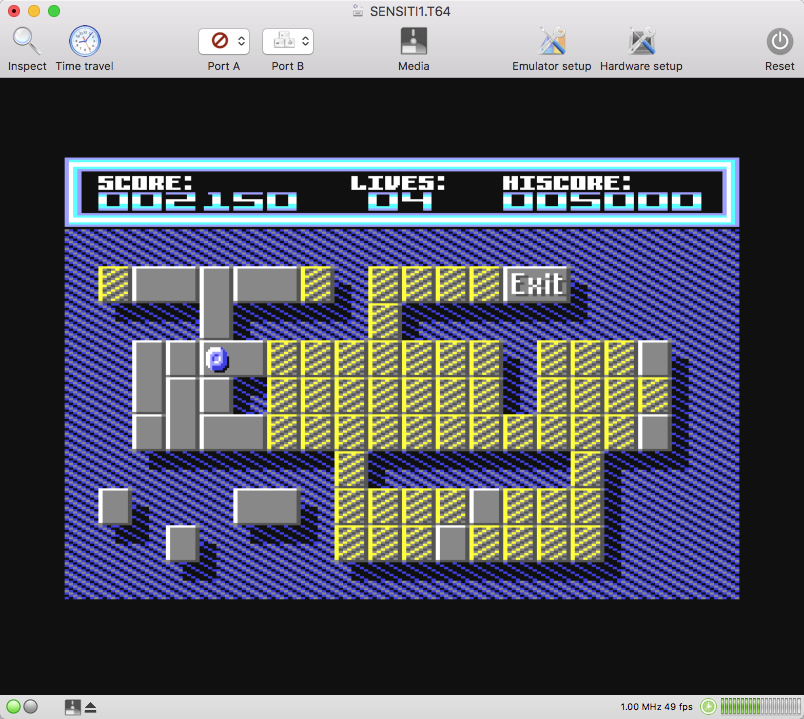 SENSITI1.T64
Inspect Time travel Port A Port B Media Emulator setup Hardware setup Reset
SCORE: LIVES: HISCORE:
002150 04 005000
Exit
1.00 MHz 49 fps